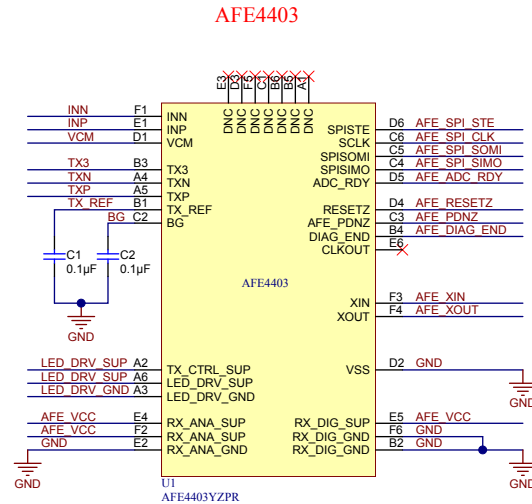 AFE4403
E3 D3 F5 C1 B6 B5 A1
DNC DNC DNC DNC DNC DNC DNC
INN F1 INN
INP E1 INP
VCM D1 VCM
TX3 B3 TX3
TXN A4 TXN
TXP A5 TXP
TX_REF B1 TX_REF
BG C2 BG
C1
0.1µF
C2
0.1µF
GND
LED_DRV_SUP A2 TX_CTRL_SUP
LED_DRV_SUP A6 LED_DRV_SUP
LED_DRV_GND A3 LED_DRV_GND
AFE_VCC E4 RX_ANA_SUP
AFE_VCC F2 RX_ANA_SUP
GND E2 RX_ANA_GND
GND
AFE4403
SPISTE D6 AFE_SPI_STE
SCLK C6 AFE_SPI_CLK
SPISOMI C5 AFE_SPI_SOMI
SPISIMO C4 AFE_SPI_SIMO
ADC_RDY D5 AFE_ADC_RDY
RESETZ D4 AFE_RESETZ
AFE_PDNZ C3 AFE_PDNZ
DIAG_END B4 AFE_DIAG_END
CLKOUT E6
XIN F3 AFE_XIN
XOUT F4 AFE_XOUT
VSS D2 GND
GND
RX_DIG_SUP E5 AFE_VCC
RX_DIG_GND F6 GND
RX_DIG_GND B2 GND
GND
U1
AFE4403YZPR